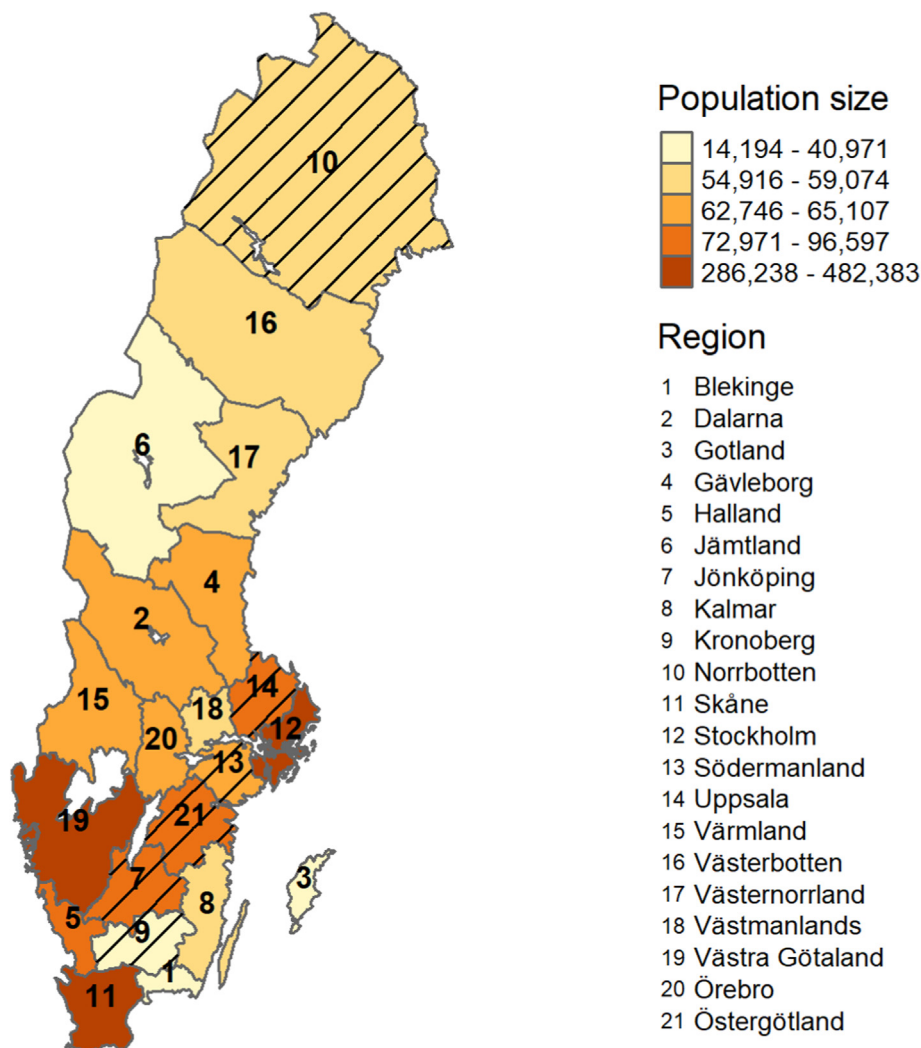 10
16
6
17
4
2
14
15
18
12
20
13
19
21
7
3
8
5
9
1
11
Population size
14,194 - 40,971
54,916 - 59,074
62,746 - 65,107
72,971 - 96,597
286,238 - 482,383
Region
1 Blekinge
2 Dalarna
3 Gotland
4 Gävleborg
5 Halland
6 Jämtland
7 Jönköping
8 Kalmar
9 Kronoberg
10 Norrbotten
11 Skåne
12 Stockholm
13 Södermanland
14 Uppsala
15 Värmland
16 Västerbotten
17 Västernorrland
18 Västmanlands
19 Västra Götaland
20 Örebro
21 Östergötland